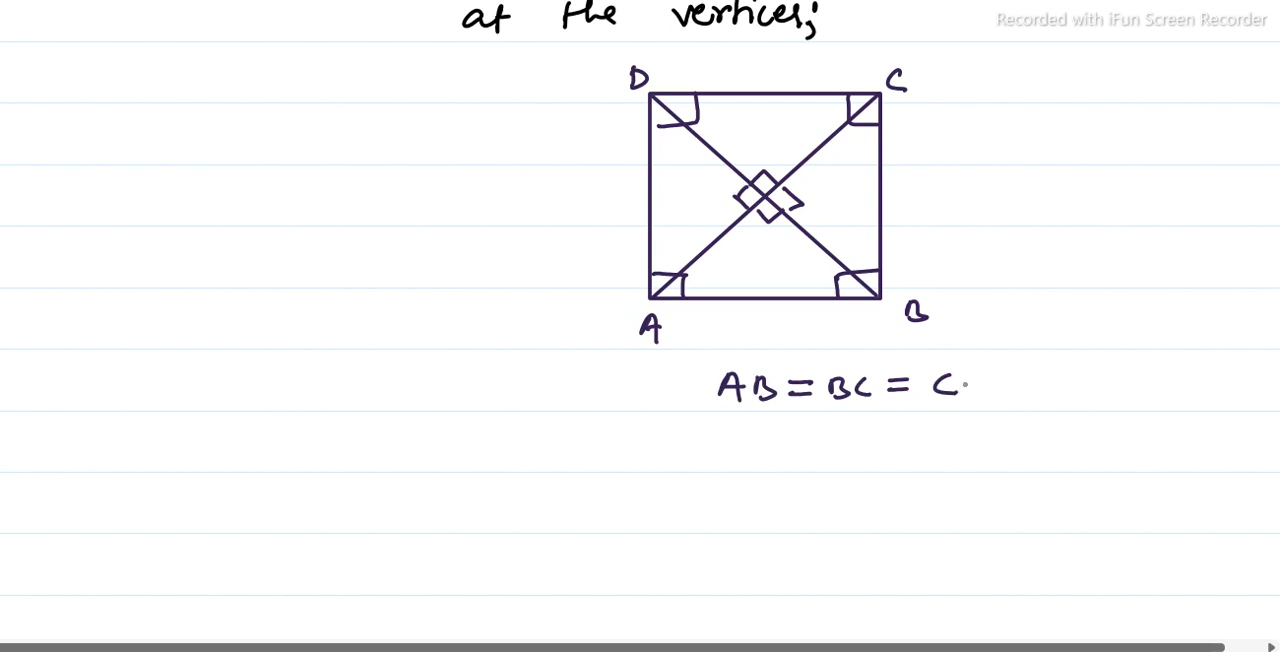 at the vertices;
Recorded with iFun Screen Recorder
D C
A B
AB = BC = C